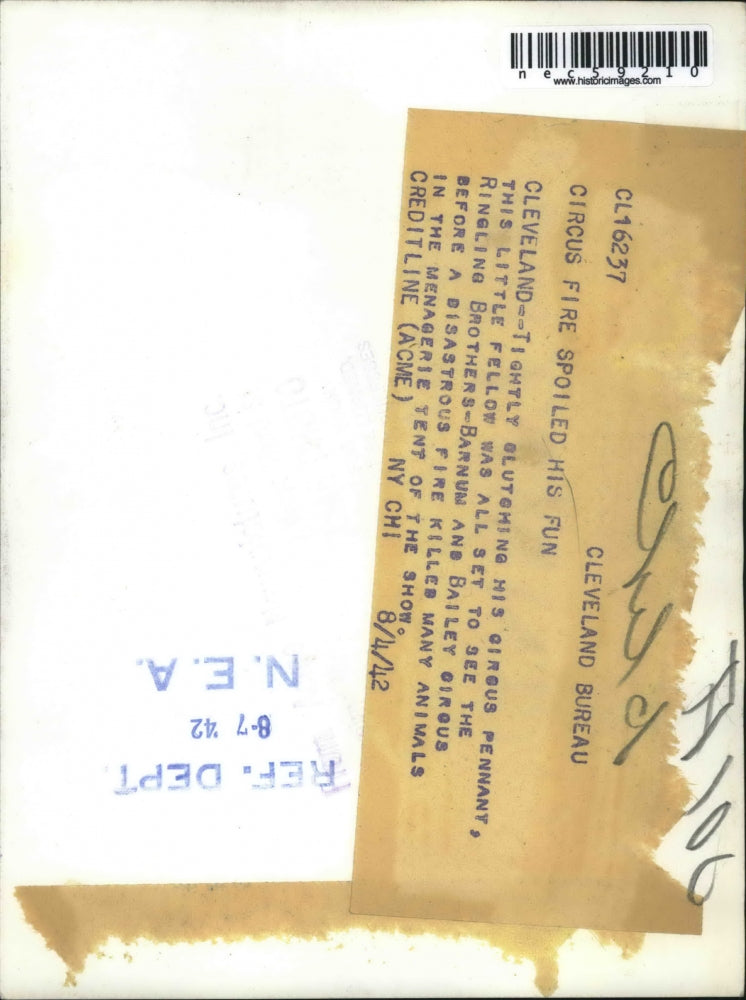 nec59210
www.historicimages.com
CL16237
CLEVELAND BUREAU
CIRCUS FIRE SPOILED HIS FUN
CLEVELAND--TIGHTLY CLUTCHING HIS CIRCUS PENNANT,
THIS LITTLE FELLOW WAS ALL SET TO SEE THE
RINGLING BROTHERS-BARNUM AND BAILEY CIRCUS
BEFORE A DISASTROUS FIRE KILLED MANY ANIMALS
IN THE MENAGERIE TENT OF THE SHOW.
CREDITLINE (ACME) NY CHI 8/4/42
REF. DEPT
8-7 '42
N.E.A.